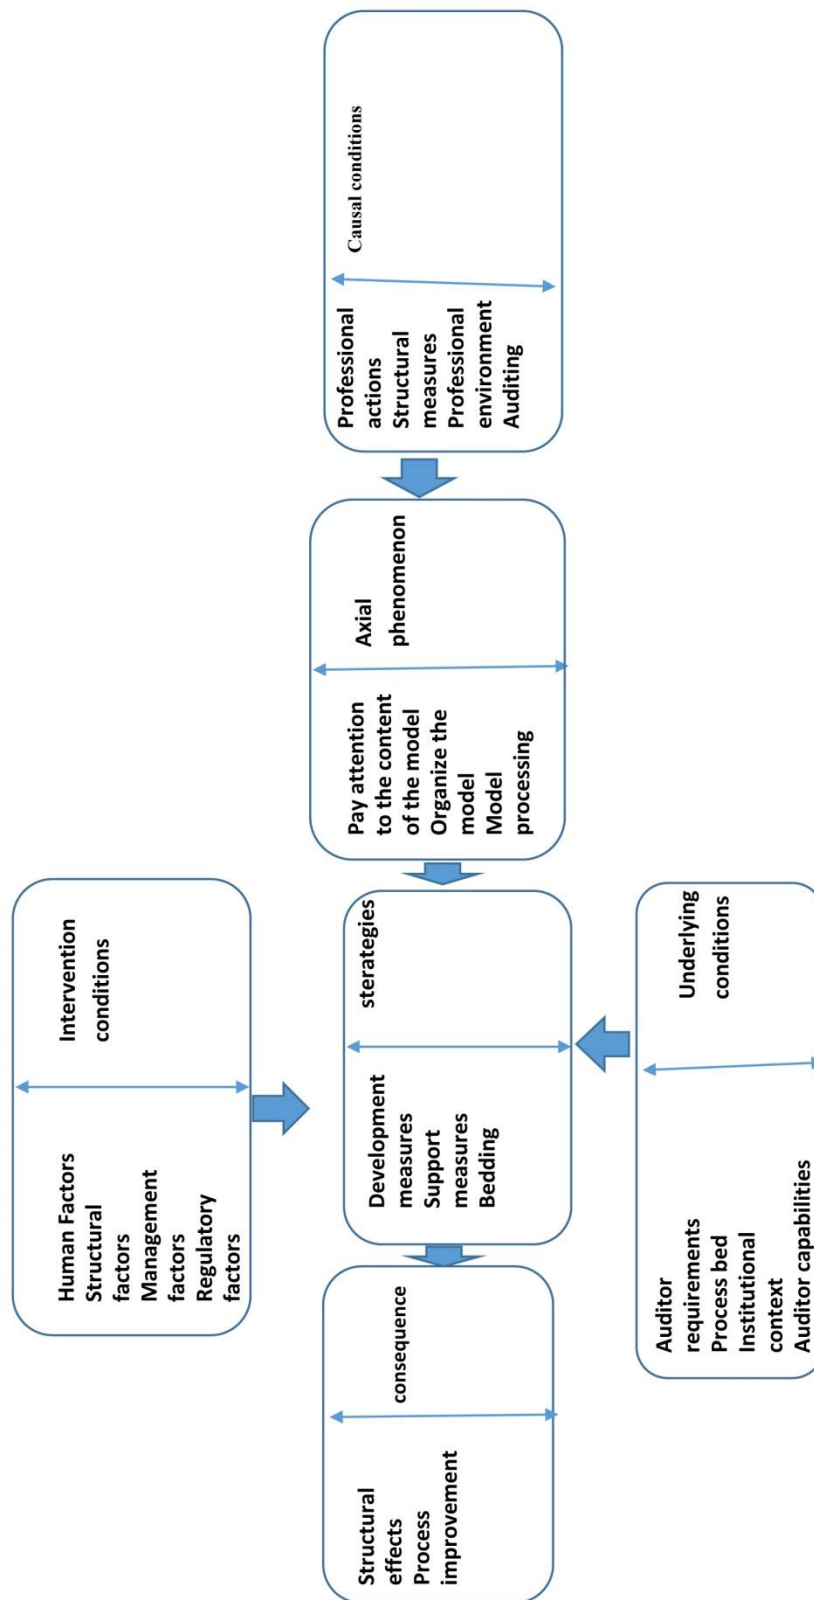 Causal conditions
Professional
actions
Structural
measures
Professional
environment
Auditing
Axial
phenomenon
Pay attention
to the content
of the model
Organize the
model
Model
processing
Intervention
conditions
Human Factors
Structural
factors
Management
factors
Regulatory
factors
sterategies
Development
measures
Support
measures
Bedding
Underlying
conditions
Auditor
requirements
Process bed
Institutional
context
Auditor capabilities
consequence
Structural
effects
Process
improvement